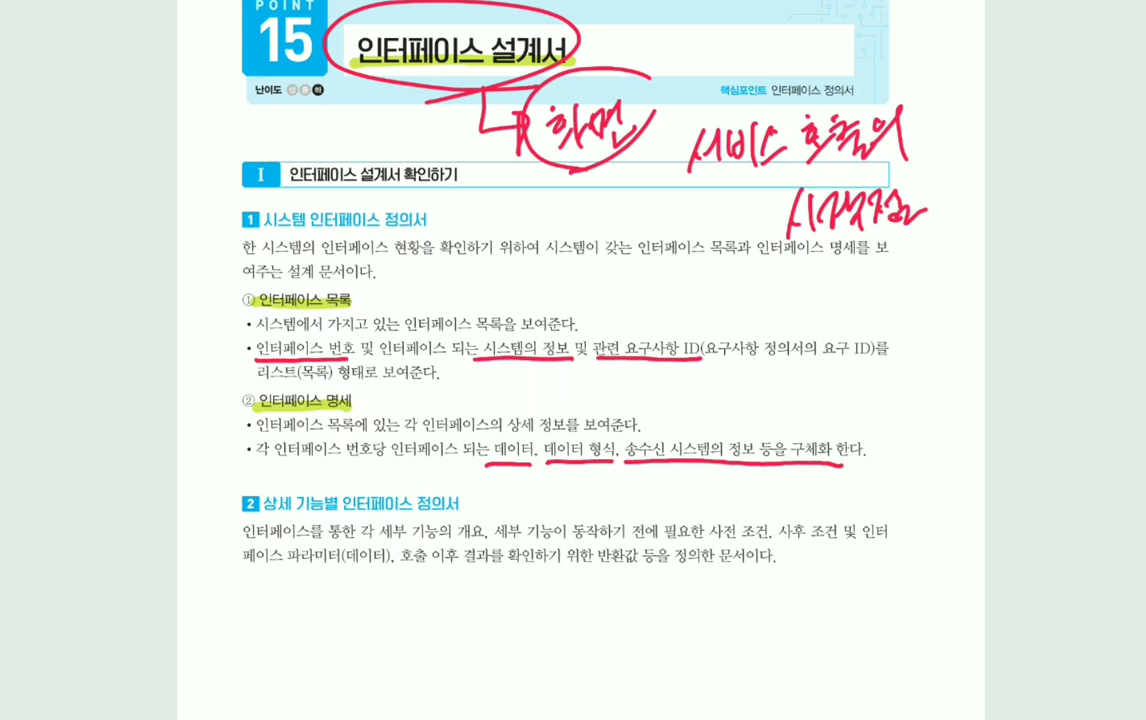 POINT
15
인터페이스 설계서
난이도 상 중 하
핵심포인트 인터페이스 정의서
화면
서비스 호출의
시작점
I 인터페이스 설계서 확인하기
1 시스템 인터페이스 정의서
한 시스템의 인터페이스 현황을 확인하기 위하여 시스템이 갖는 인터페이스 목록과 인터페이스 명세를 보
여주는 설계 문서이다.
① 인터페이스 목록
• 시스템에서 가지고 있는 인터페이스 목록을 보여준다.
• 인터페이스 번호 및 인터페이스 되는 시스템의 정보 및 관련 요구사항 ID(요구사항 정의서의 요구 ID)를
리스트(목록) 형태로 보여준다.
② 인터페이스 명세
• 인터페이스 목록에 있는 각 인터페이스의 상세 정보를 보여준다.
• 각 인터페이스 번호당 인터페이스 되는 데이터, 데이터 형식, 송수신 시스템의 정보 등을 구체화 한다.
2 상세 기능별 인터페이스 정의서
인터페이스를 통한 각 세부 기능의 개요, 세부 기능이 동작하기 전에 필요한 사전 조건, 사후 조건 및 인터
페이스 파라미터(데이터), 호출 이후 결과를 확인하기 위한 반환값 등을 정의한 문서이다.